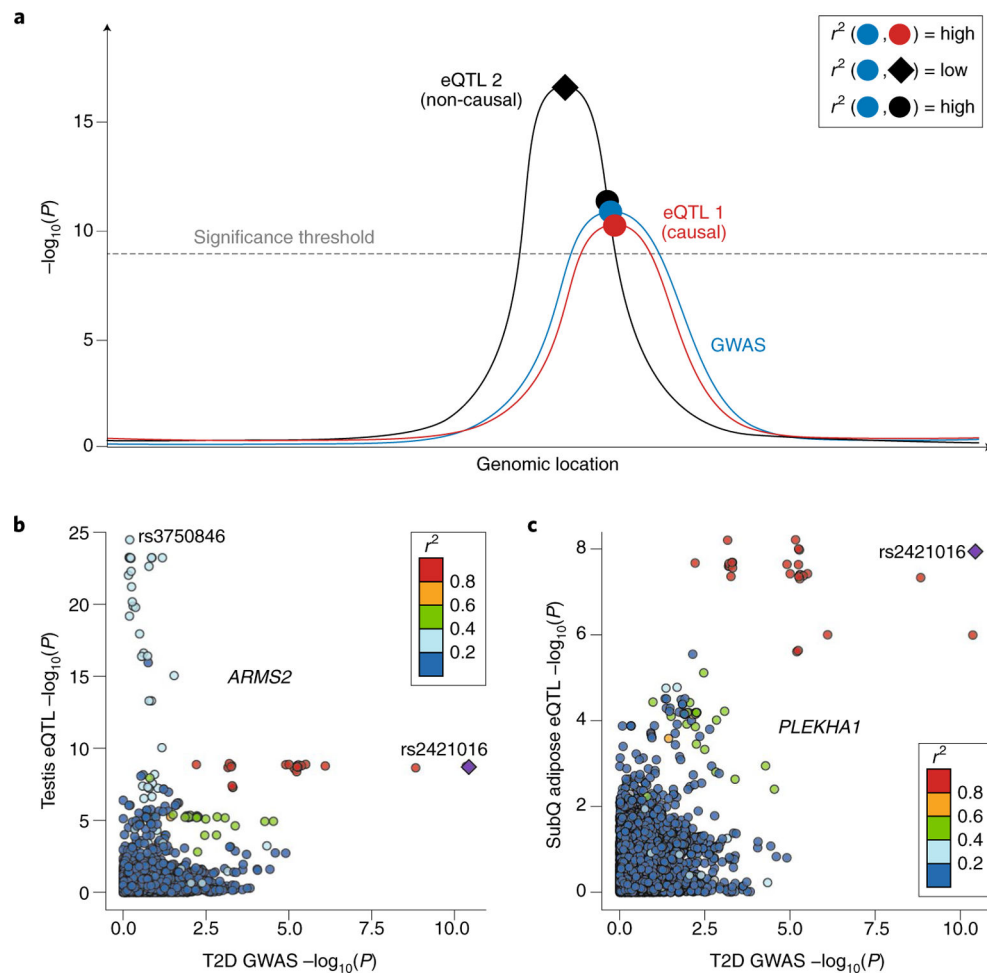 a
r² ( , ) = high
r² ( , ) = low
r² ( , ) = high
eQTL 2
(non-causal)
eQTL 1
(causal)
Significance threshold
GWAS
15
10
5
0
–log₁₀(P)
Genomic location
b
25
20
15
10
5
0
Testis eQTL –log₁₀(P)
rs3750846
ARMS2
rs2421016
r²
0.8
0.6
0.4
0.2
0.0
2.5
5.0
7.5
10.0
T2D GWAS –log₁₀(P)
c
8
6
4
2
0
SubQ adipose eQTL –log₁₀(P)
rs2421016
PLEKHA1
r²
0.8
0.6
0.4
0.2
0.0
2.5
5.0
7.5
10.0
T2D GWAS –log₁₀(P)